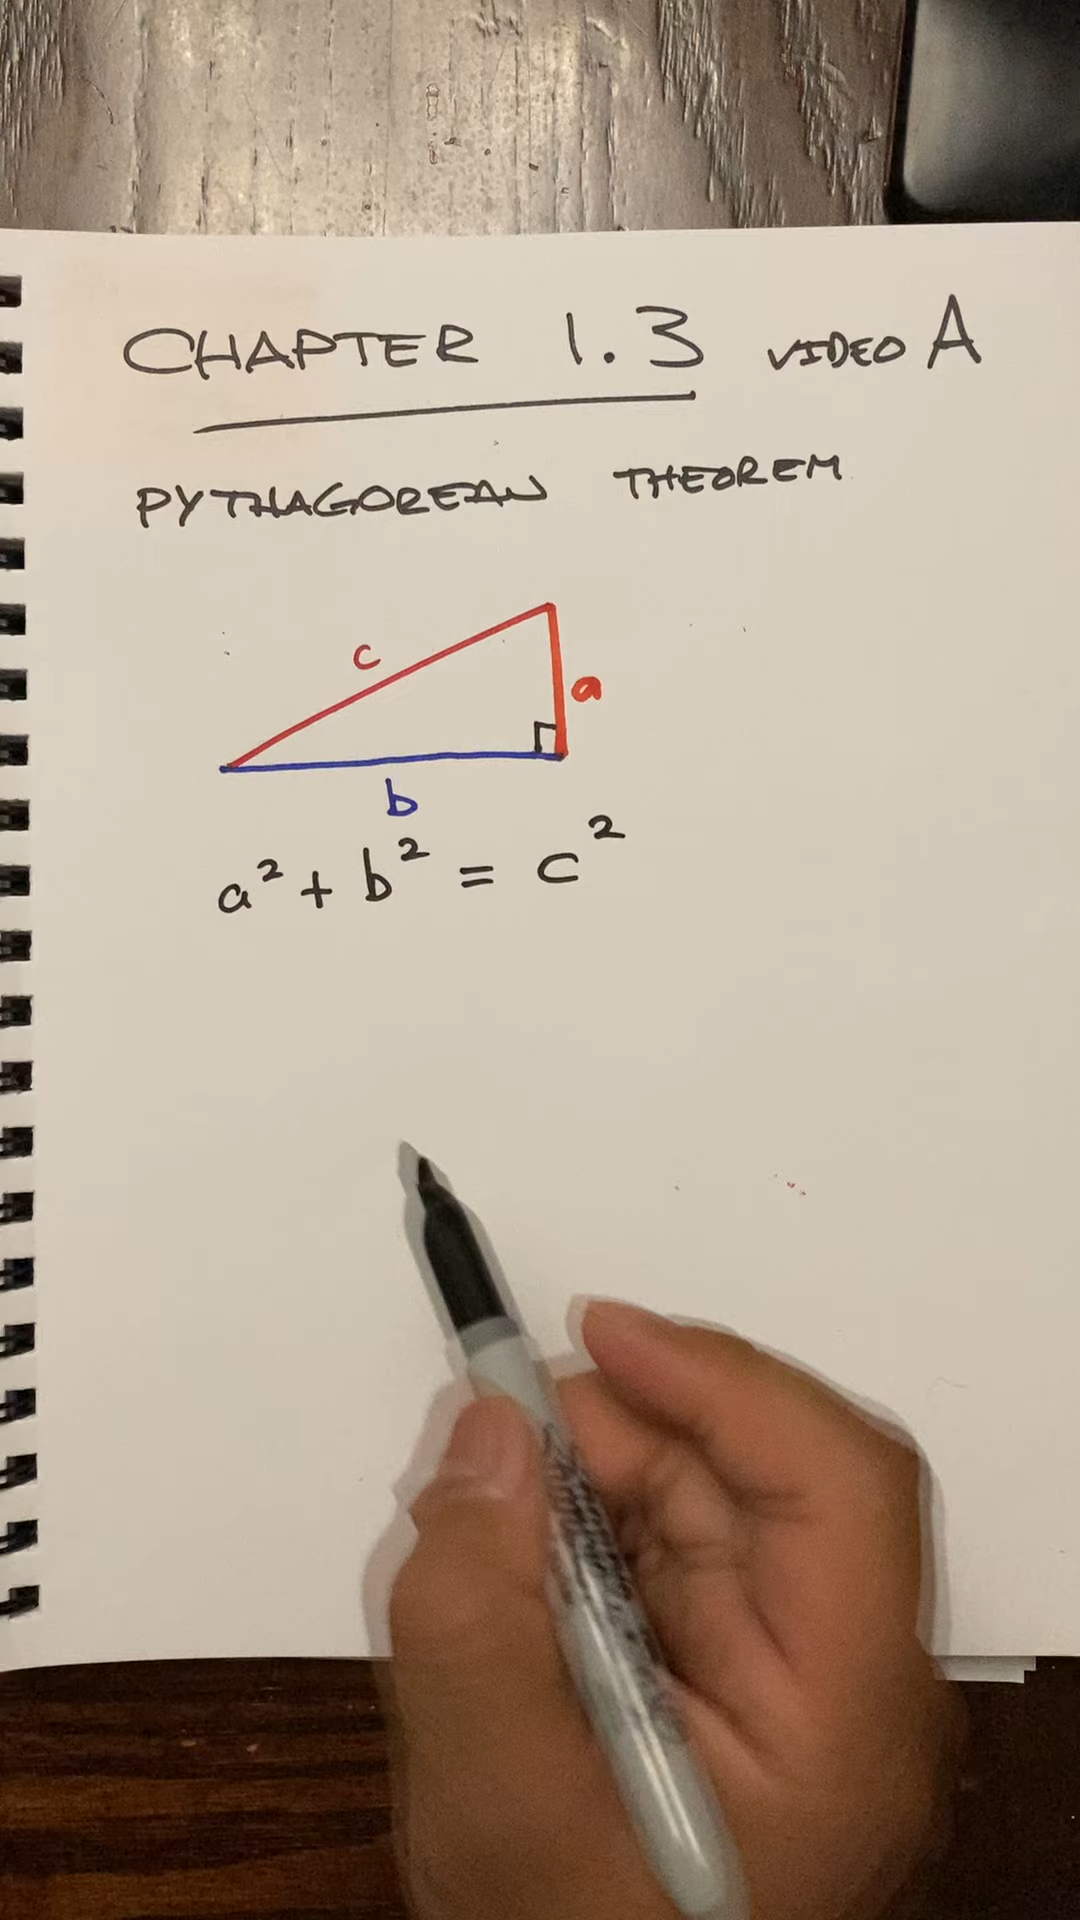 CHAPTER 1.3 VIDEO A
PYTHAGOREAN THEOREM
c
a
b
a² + b² = c²